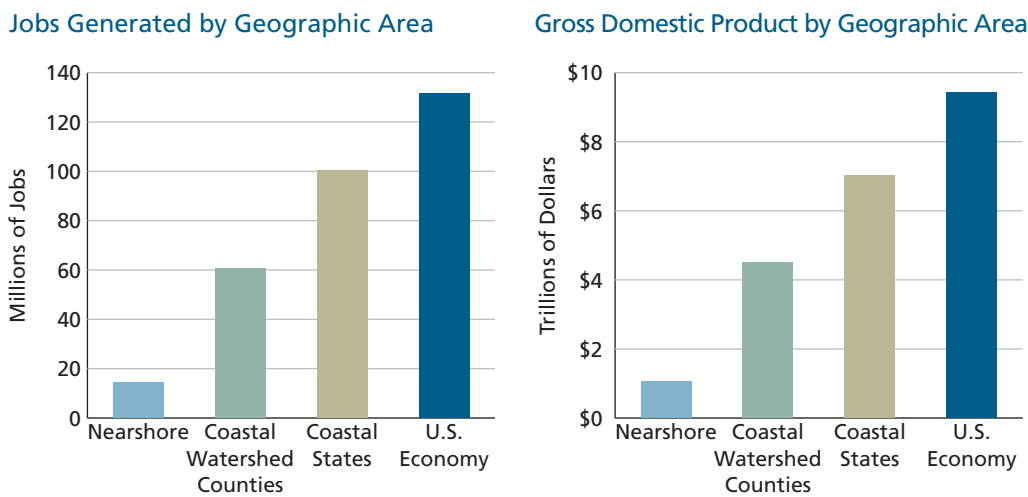 Jobs Generated by Geographic Area
Millions of Jobs
140
120
100
80
60
40
20
0
Nearshore
Coastal
Watershed
Counties
Coastal
States
U.S.
Economy
Gross Domestic Product by Geographic Area
Trillions of Dollars
$10
$8
$6
$4
$2
$0
Nearshore
Coastal
Watershed
Counties
Coastal
States
U.S.
Economy